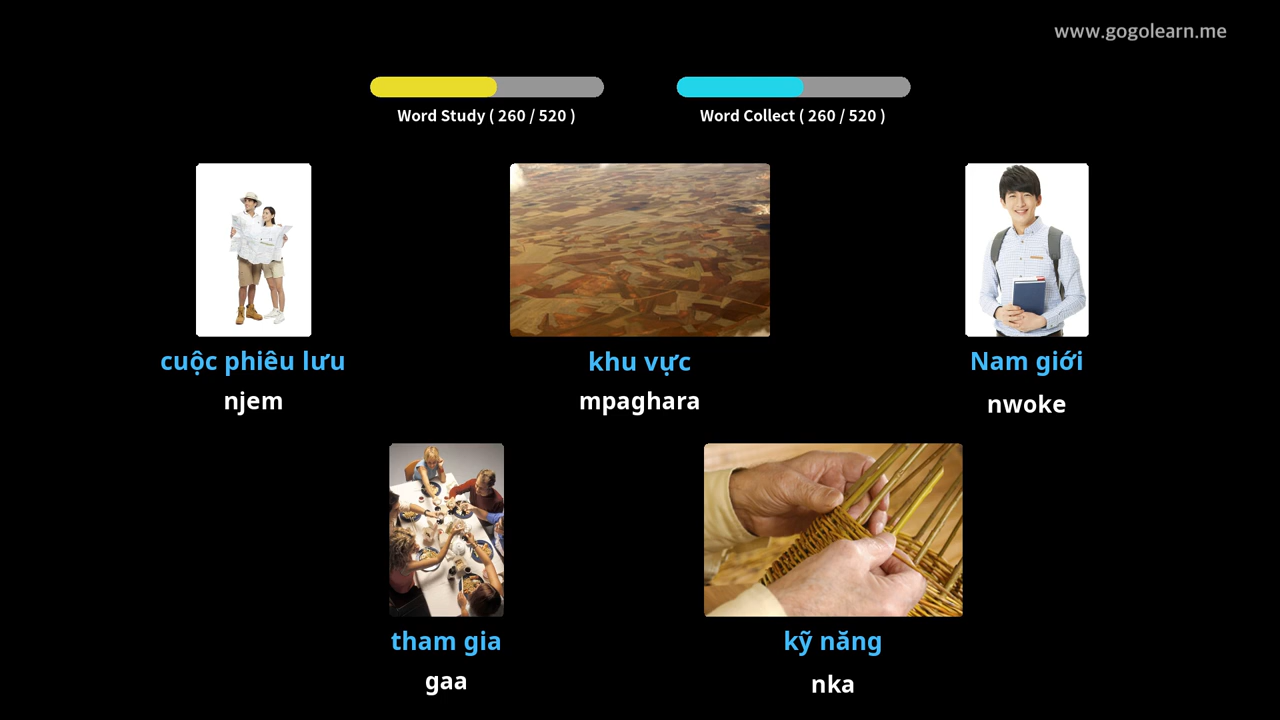 www.gogolearn.me
Word Study ( 260 / 520 )
Word Collect ( 260 / 520 )
cuộc phiêu lưu
njem
khu vực
mpaghara
Nam giới
nwoke
tham gia
gaa
kỹ năng
nka